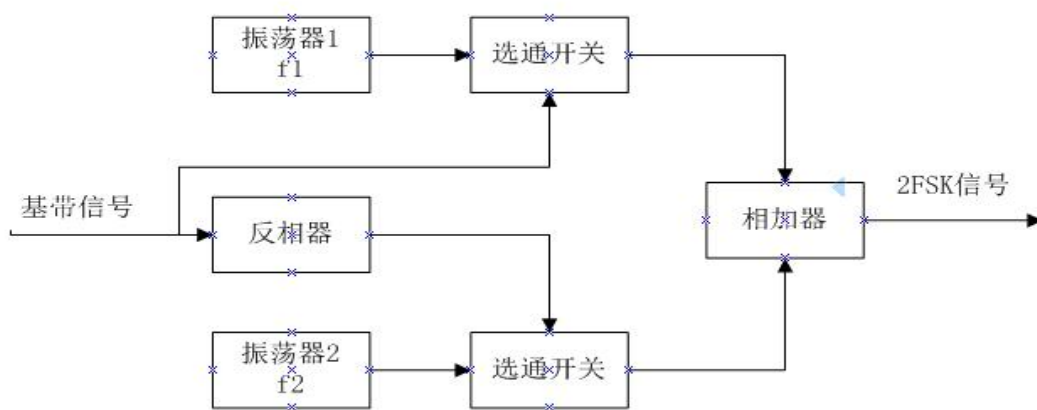 振荡器1
f1
选通开关
基带信号
反相器
相加器
2FSK信号
振荡器2
f2
选通开关